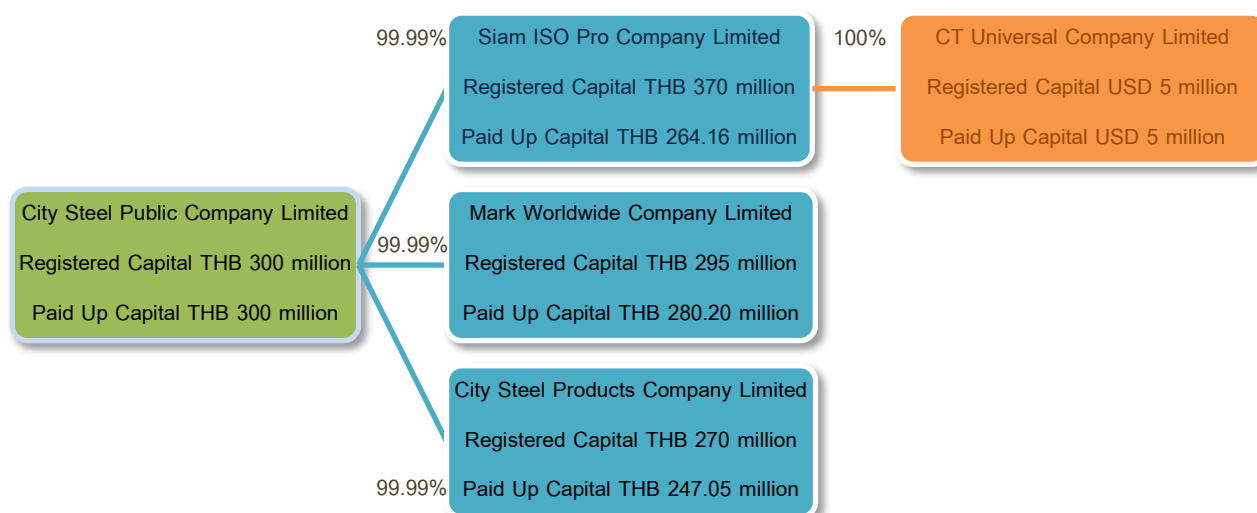 99.99%
Siam ISO Pro Company Limited
Registered Capital THB 370 million
Paid Up Capital THB 264.16 million
100%
CT Universal Company Limited
Registered Capital USD 5 million
Paid Up Capital USD 5 million
City Steel Public Company Limited
Registered Capital THB 300 million
Paid Up Capital THB 300 million
99.99%
Mark Worldwide Company Limited
Registered Capital THB 295 million
Paid Up Capital THB 280.20 million
City Steel Products Company Limited
Registered Capital THB 270 million
99.99%
Paid Up Capital THB 247.05 million